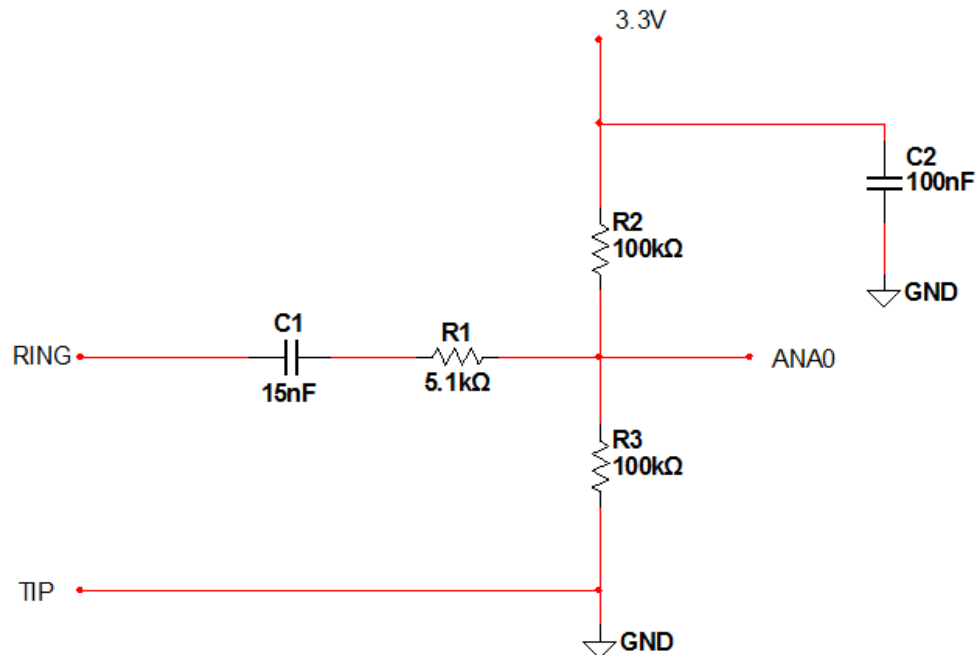 3.3V
C2
100nF
R2
100kΩ
GND
C1
R1
RING
ANA0
15nF
5.1kΩ
R3
100kΩ
TIP
GND